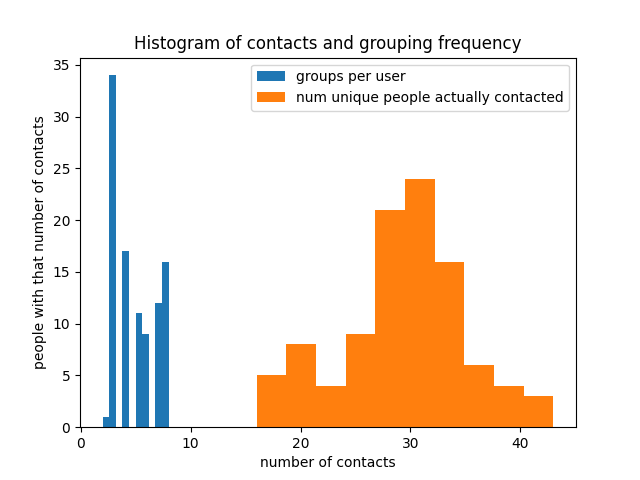 Histogram of contacts and grouping frequency
groups per user
num unique people actually contacted
people with that number of contacts
35
30
25
20
15
10
5
0
0 10 20 30 40
number of contacts